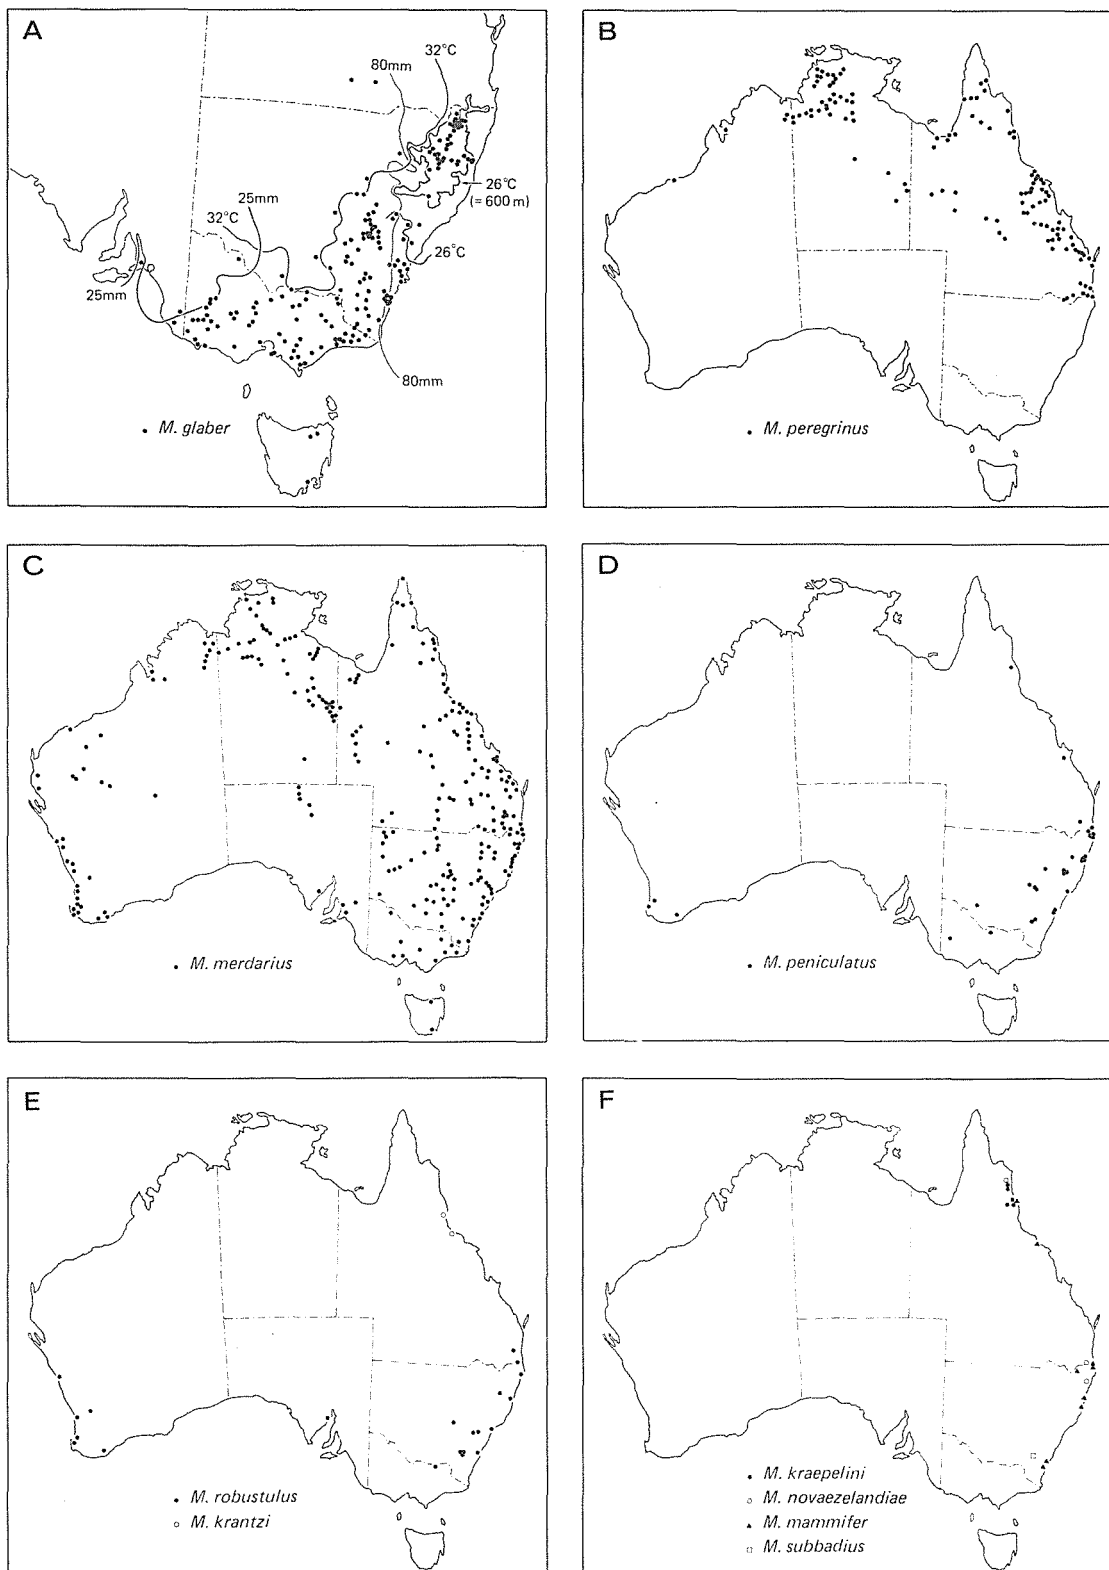 A
32°C
80mm
26°C
(≈ 600 m)
25mm
32°C
26°C
25mm
80mm
• M. glaber
B
• M. peregrinus
C
• M. merdarius
D
• M. peniculatus
E
• M. robustulus
○ M. krantzi
F
• M. kraepelini
○ M. novaezelandiae
▲ M. mammifer
□ M. subbadius